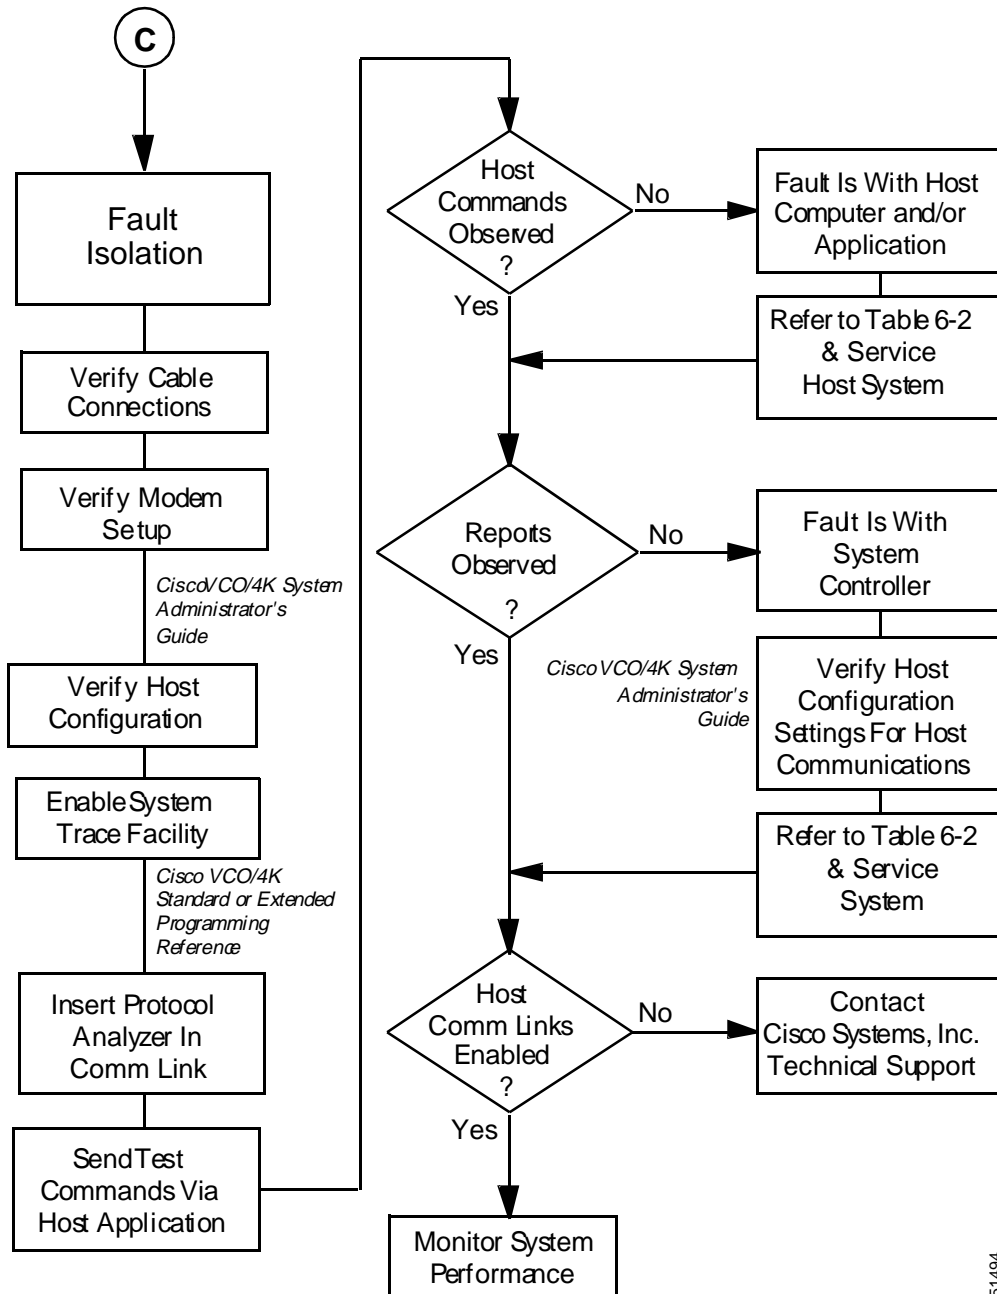 C
Fault
Isolation
Verify Cable
Connections
Verify Modem
Setup
CiscoVCO/4K System
Administrator's
Guide
Verify Host
Configuration
Enable System
Trace Facility
Cisco VCO/4K
Standard or Extended
Programming
Reference
Insert Protocol
Analyzer In
Comm Link
Send Test
Commands Via
Host Application
Host
Commands
Observed
?
No
Yes
Fault Is With Host
Computer and/or
Application
Refer to Table 6-2
& Service
Host System
Reports
Observed
?
No
Yes
Fault Is With
System
Controller
Cisco VCO/4K System
Administrator's
Guide
Verify Host
Configuration
Settings For Host
Communications
Refer to Table 6-2
& Service
System
Host
Comm Links
Enabled
?
No
Yes
Contact
Cisco Systems, Inc.
Technical Support
Monitor System
Performance
51494